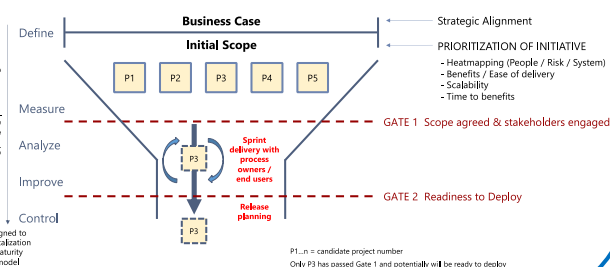 Business Case
Strategic Alignment
Define
Initial Scope
PRIORITIZATION OF INITIATIVE
- Heatmapping (People / Risk / System)
- Benefits / Ease of delivery
- Scalability
- Time to benefits
P1
P2
P3
P4
P5
Measure
GATE 1 Scope agreed & stakeholders engaged
Analyze
P3
Sprint
delivery with
process
owners /
end users
Improve
GATE 2 Readiness to Deploy
Release
planning
Control
P3
P1...n = candidate project number
Only P3 has passed Gate 1 and potentially will be ready to deploy
model